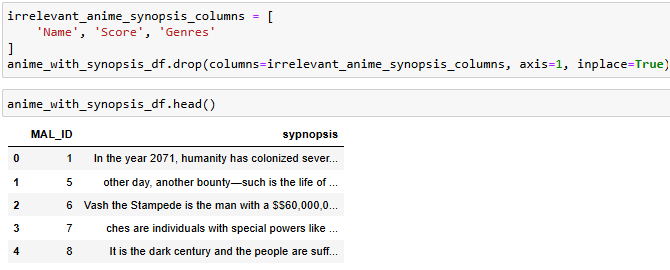 irrelevant_anime_synopsis_columns = [
    'Name', 'Score', 'Genres'
]
anime_with_synopsis_df.drop(columns=irrelevant_anime_synopsis_columns, axis=1, inplace=True)
anime_with_synopsis_df.head()
MAL_ID sypnopsis
0 1 In the year 2071, humanity has colonized sever...
1 5 other day, another bounty—such is the life of ...
2 6 Vash the Stampede is the man with a $$60,000,0...
3 7 ches are individuals with special powers like ...
4 8 It is the dark century and the people are suff...